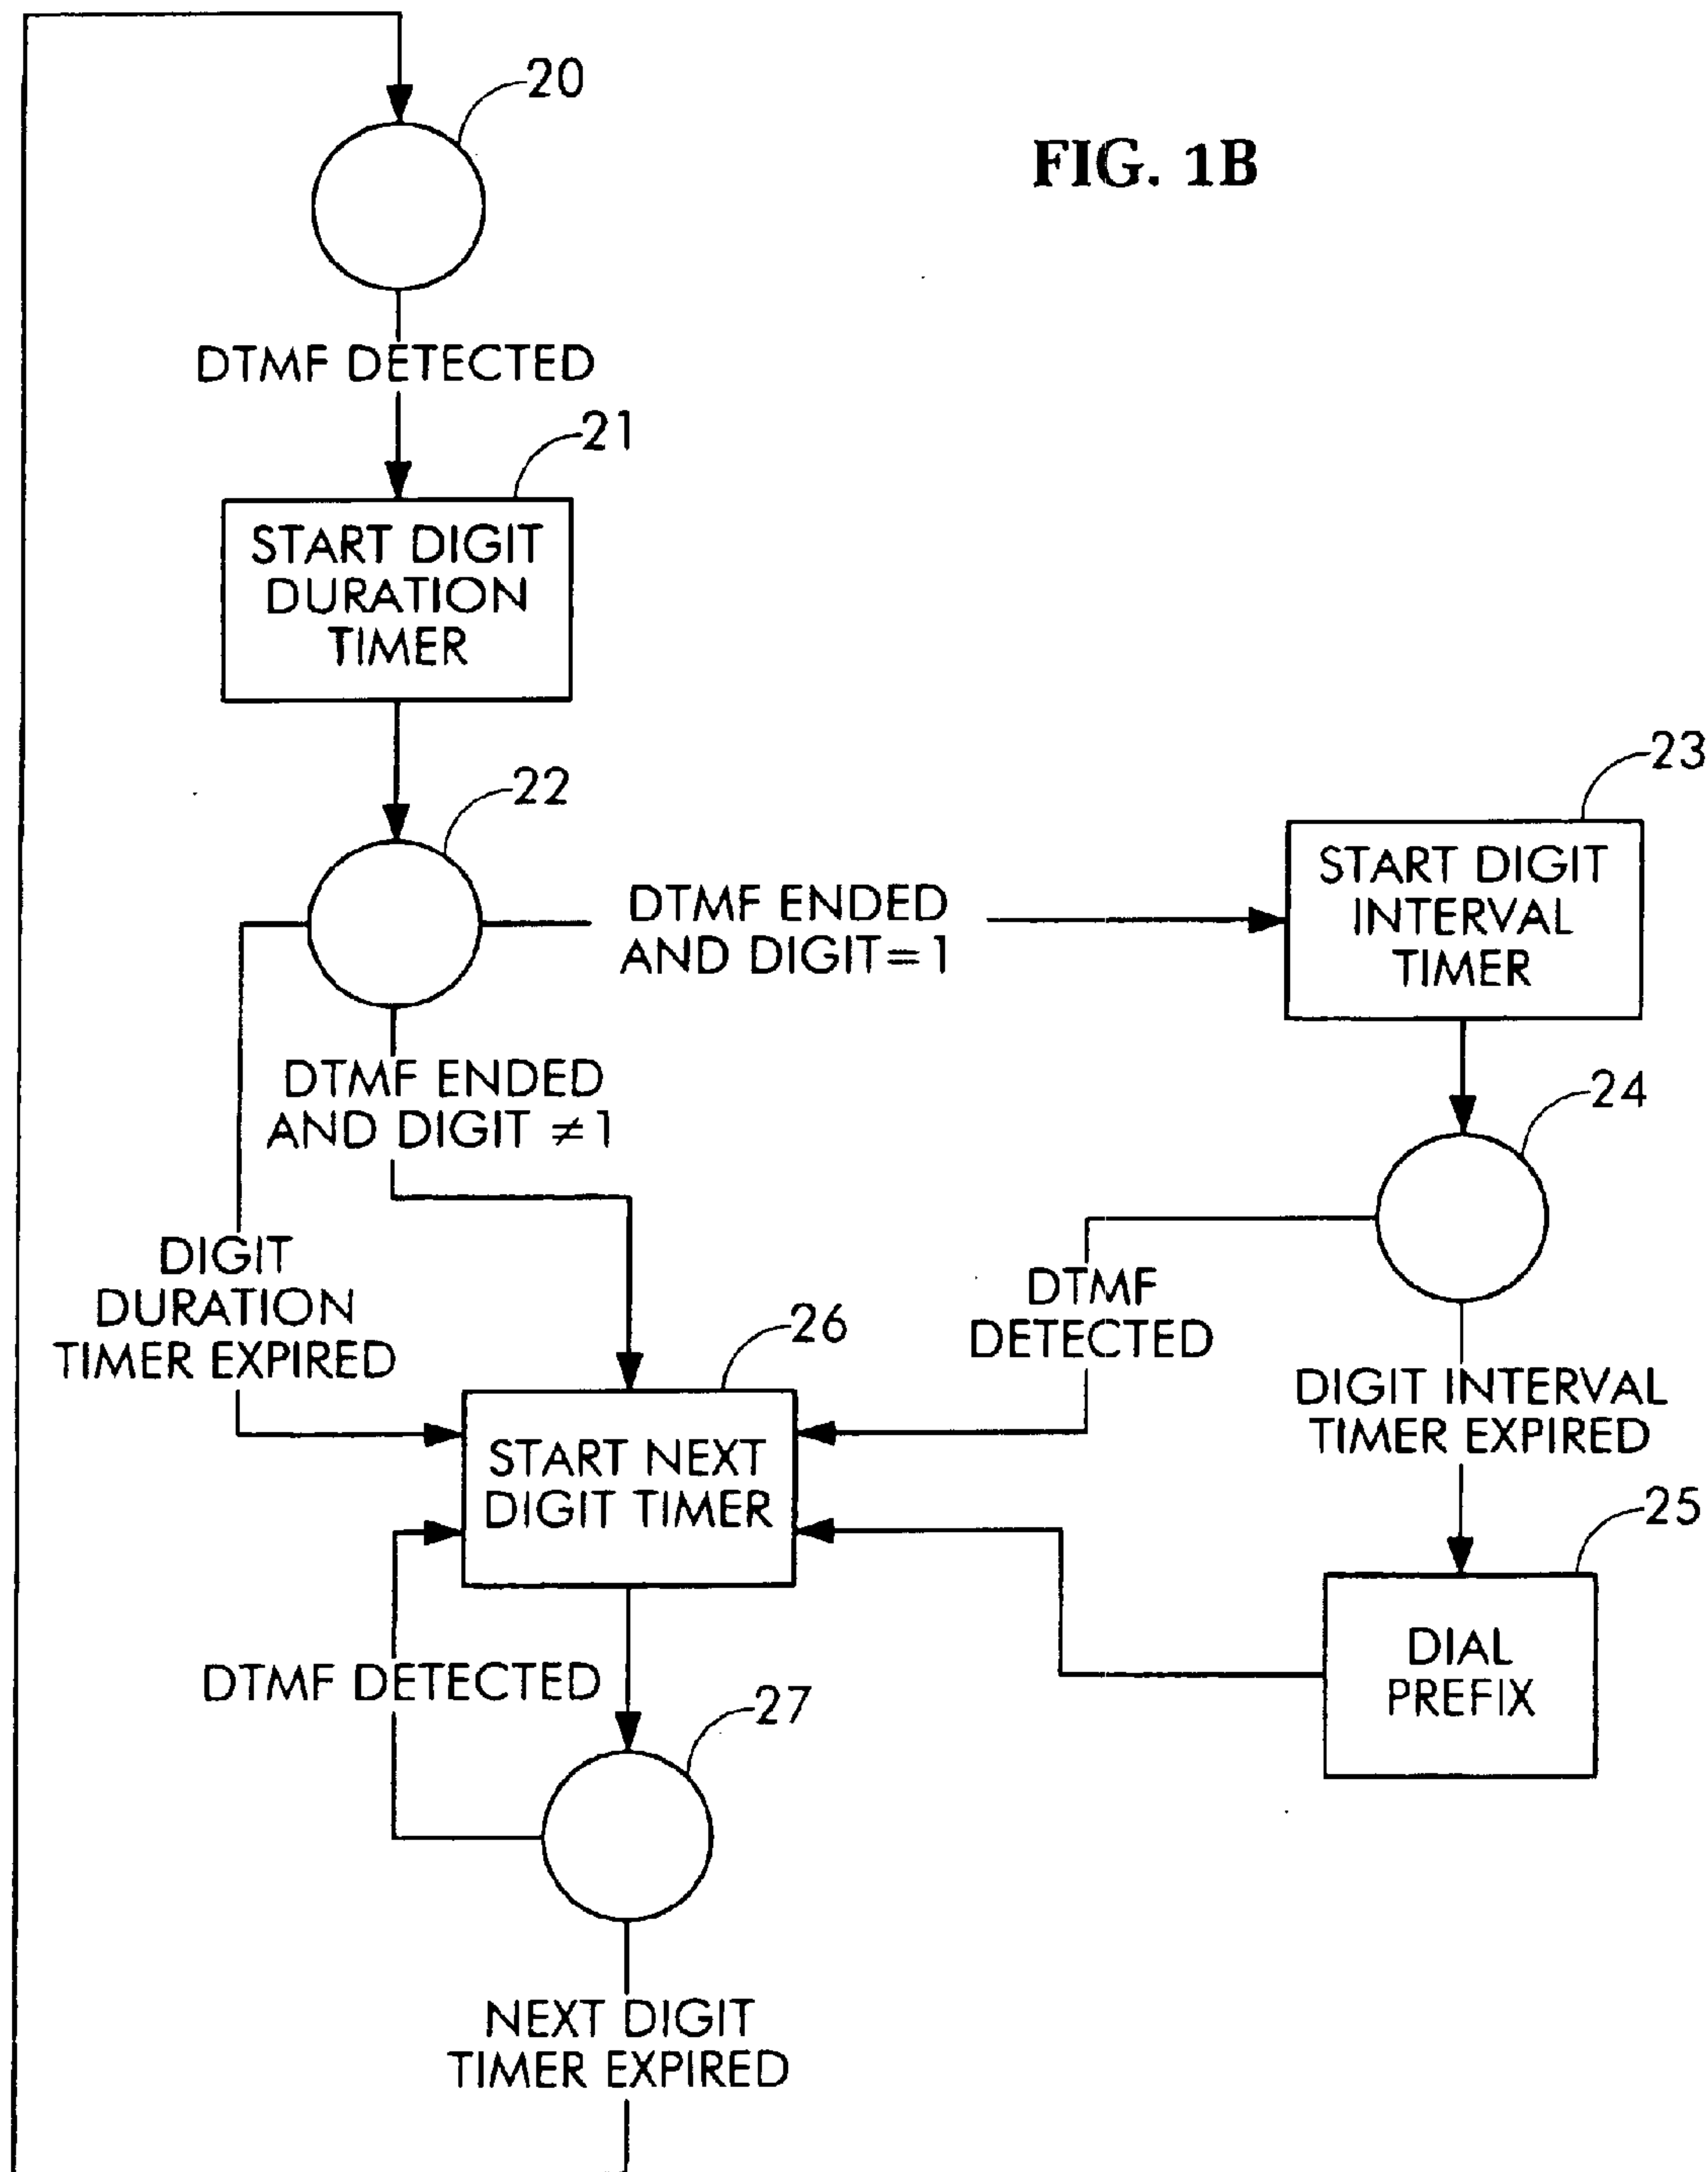 20
FIG. 1B
DTMF DETECTED
21
START DIGIT
DURATION
TIMER
22
23
DTMF ENDED
AND DIGIT=1
START DIGIT
INTERVAL
TIMER
DTMF ENDED
AND DIGIT ≠1
24
DIGIT
DURATION
TIMER EXPIRED
DTMF
DETECTED
26
DIGIT INTERVAL
TIMER EXPIRED
START NEXT
DIGIT TIMER
25
DTMF DETECTED
DIAL
PREFIX
27
NEXT DIGIT
TIMER EXPIRED